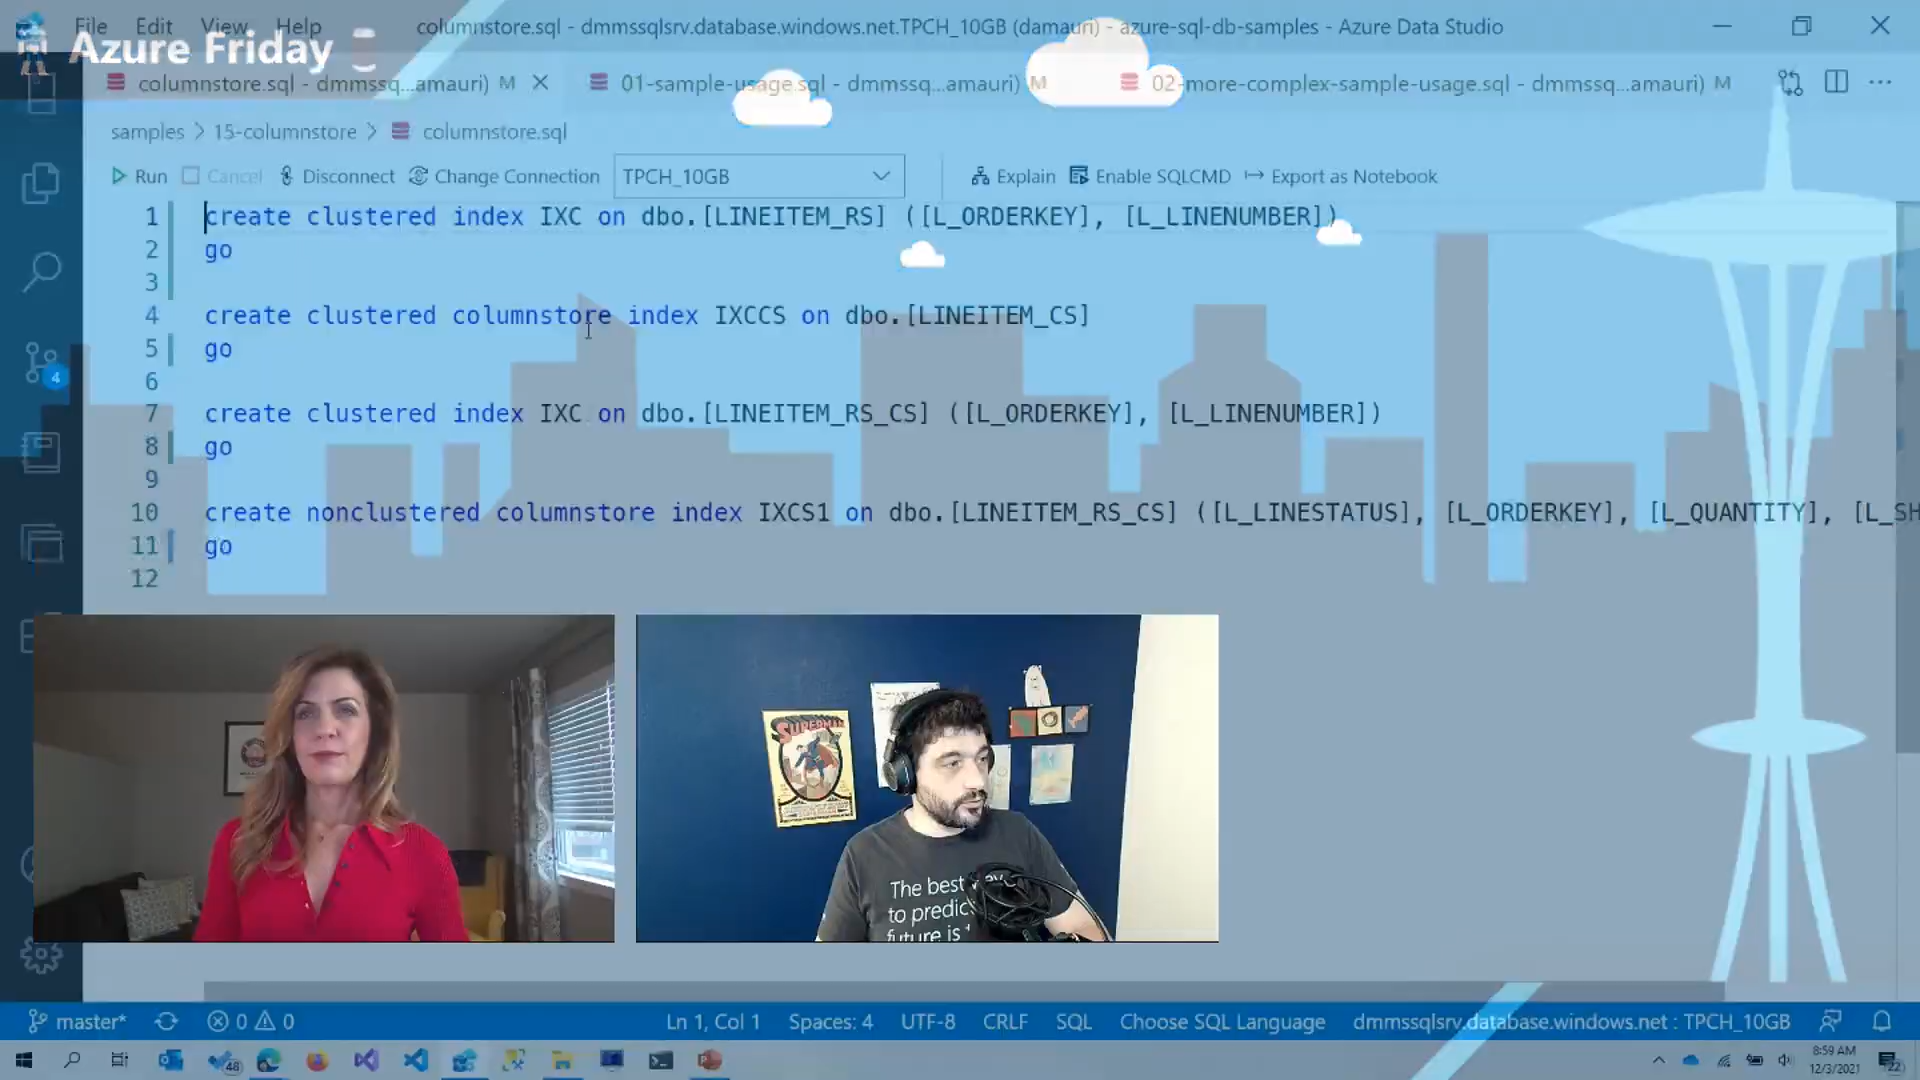 File Edit View Help
columnstore.sql - dmmssqlsrv.database.windows.net.TPCH_10GB (damauri) - azure-sql-db-samples - Azure Data Studio
Azure Friday
columnstore.sql - dmmssq...amauri) M
01-sample-usage.sql - dmmssq...amauri) M
02-more-complex-sample-usage.sql - dmmssq...amauri) M
samples > 15-columnstore > columnstore.sql
Run Cancel Disconnect Change Connection TPCH_10GB Explain Enable SQLCMD Export as Notebook
1 create clustered index IXC on dbo.[LINEITEM_RS] ([L_ORDERKEY], [L_LINENUMBER])
2 go
3
4 create clustered columnstore index IXCCS on dbo.[LINEITEM_CS]
5 go
6
7 create clustered index IXC on dbo.[LINEITEM_RS_CS] ([L_ORDERKEY], [L_LINENUMBER])
8 go
9
10 create nonclustered columnstore index IXCS1 on dbo.[LINEITEM_RS_CS] ([L_LINESTATUS], [L_ORDERKEY], [L_QUANTITY], [L_SH
11 go
12
4
SUPERMAN
The best way
to predic
future is
master* 0 0 Ln 1, Col 1 Spaces: 4 UTF-8 CRLF SQL Choose SQL Language dmmssqlsrv.database.windows.net : TPCH_10GB
48
8:59 AM
12/3/2021
22